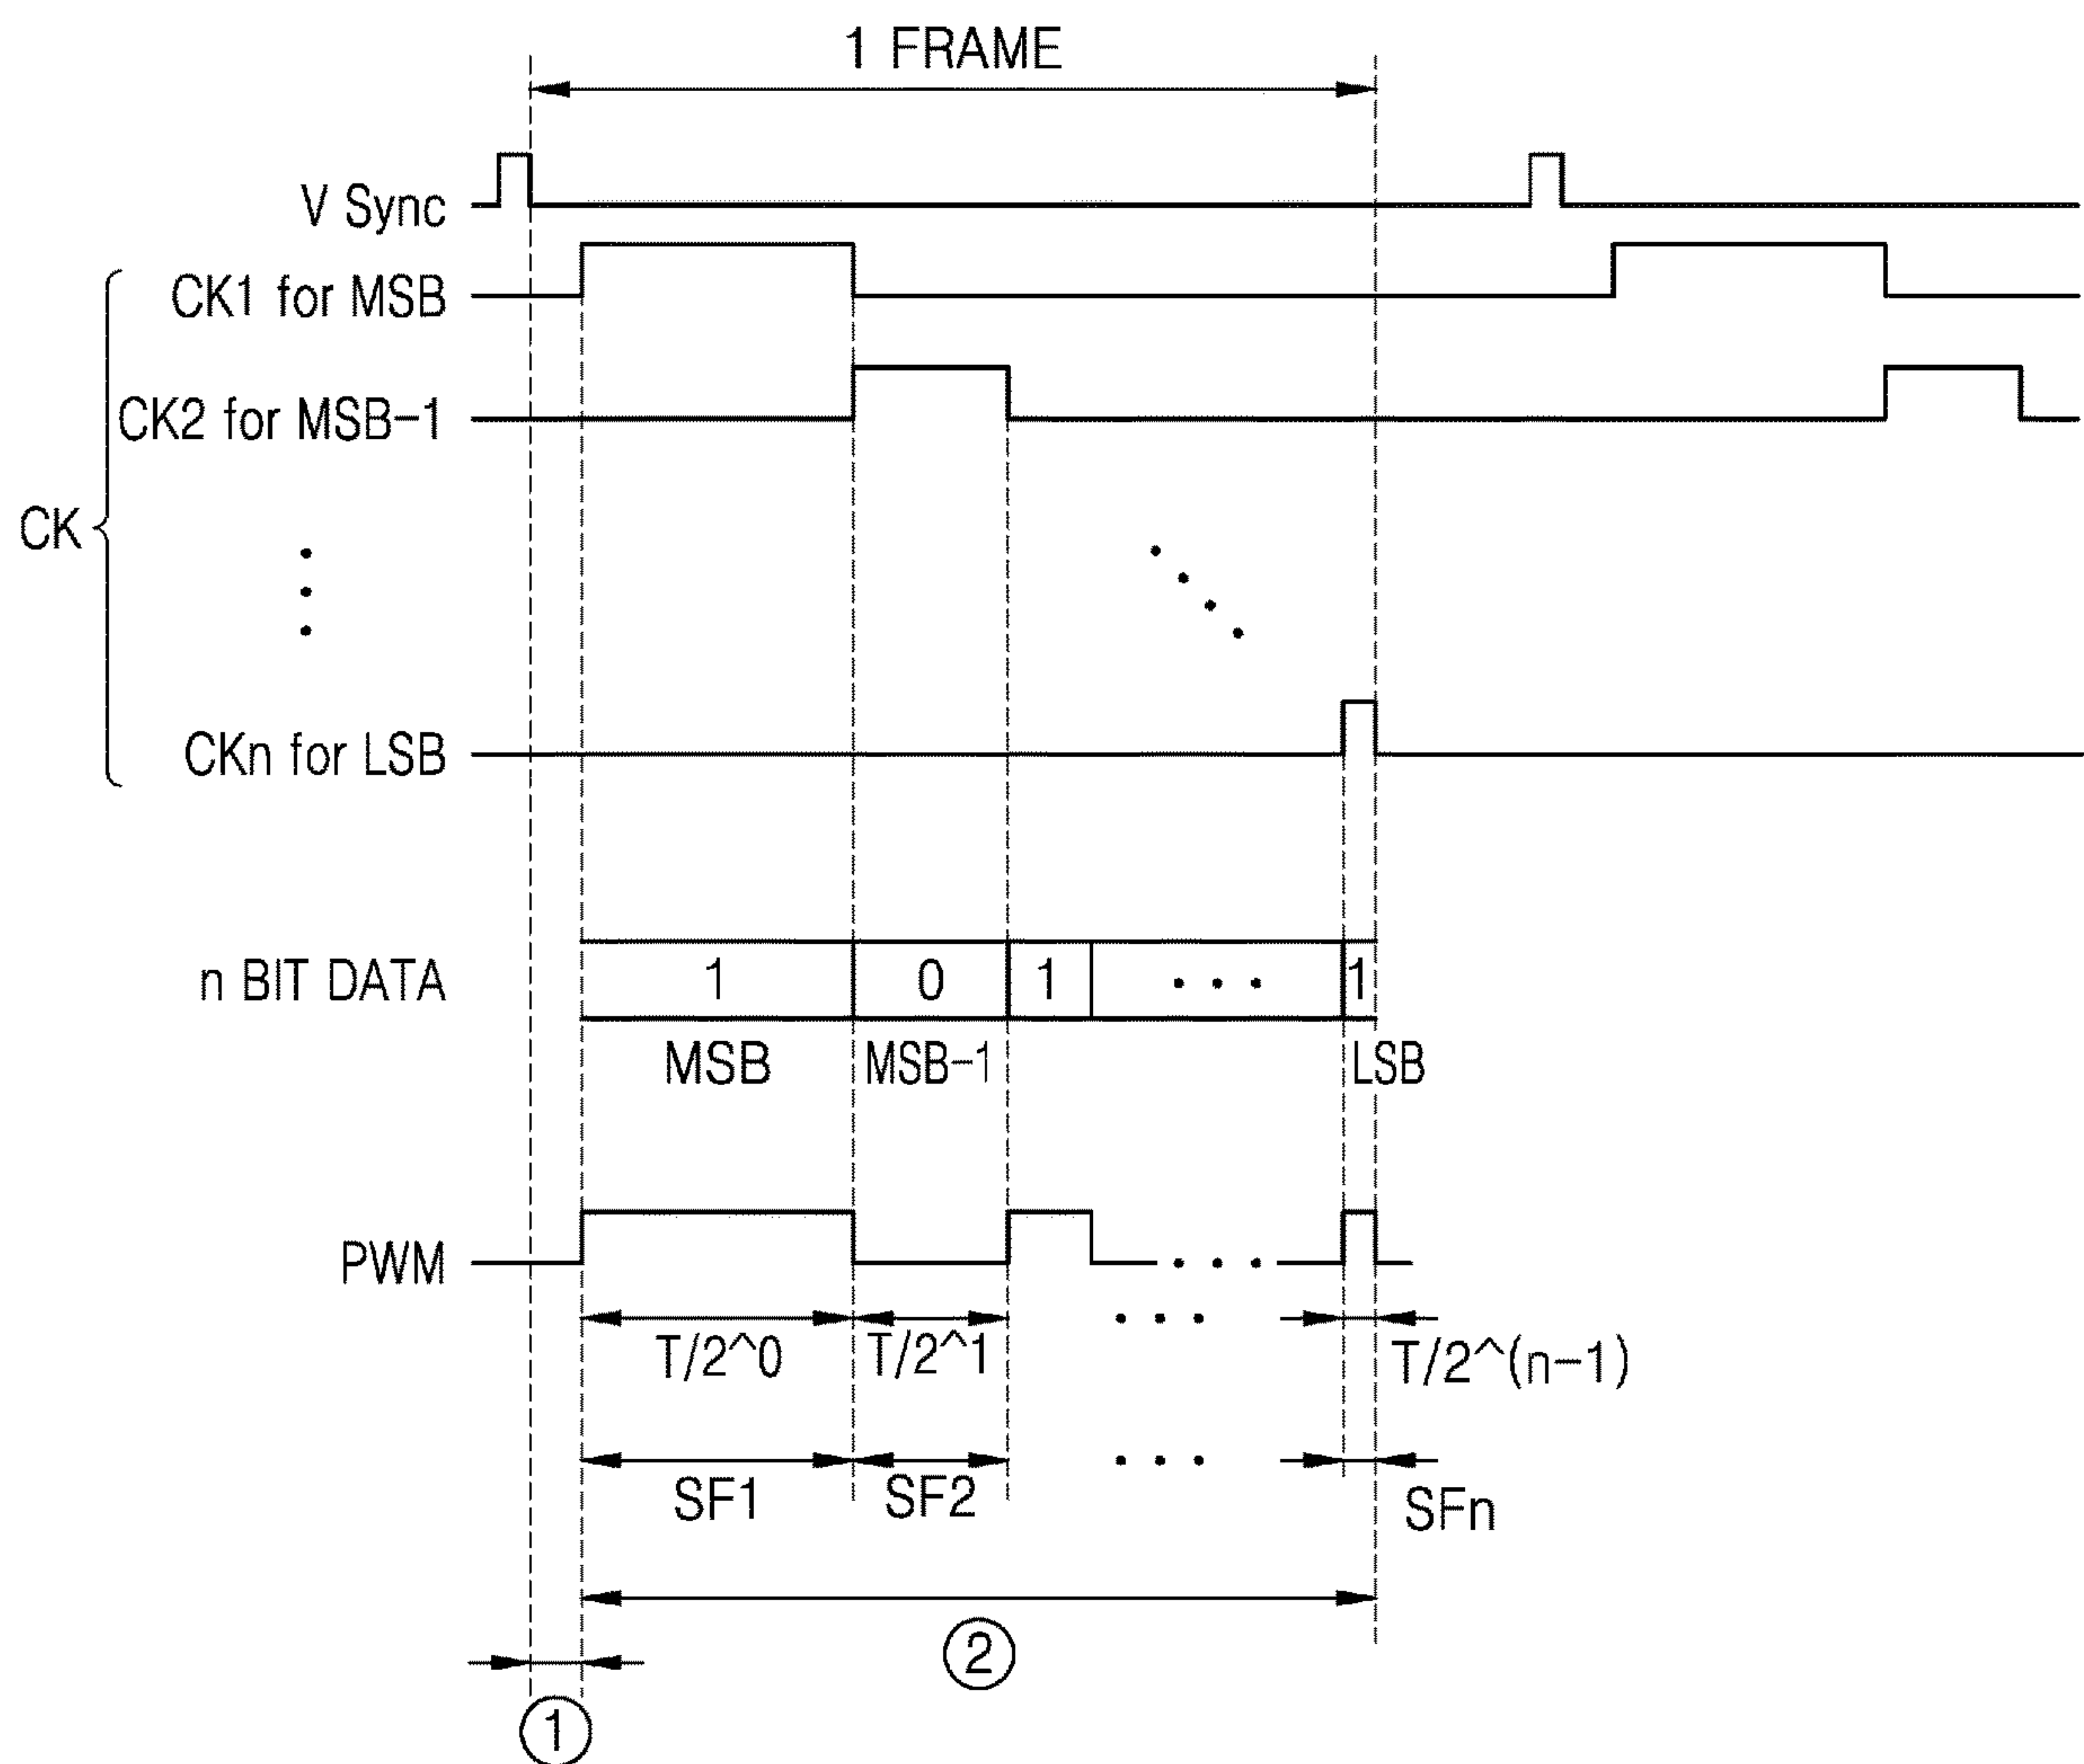 1 FRAME
V Sync
CK1 for MSB
CK2 for MSB-1
CK
CKn for LSB
n BIT DATA 1 0 1 ... 1
MSB MSB-1 LSB
PWM
T/2^0 T/2^1 ... T/2^(n-1)
SF1 SF2 ... SFn
②
①